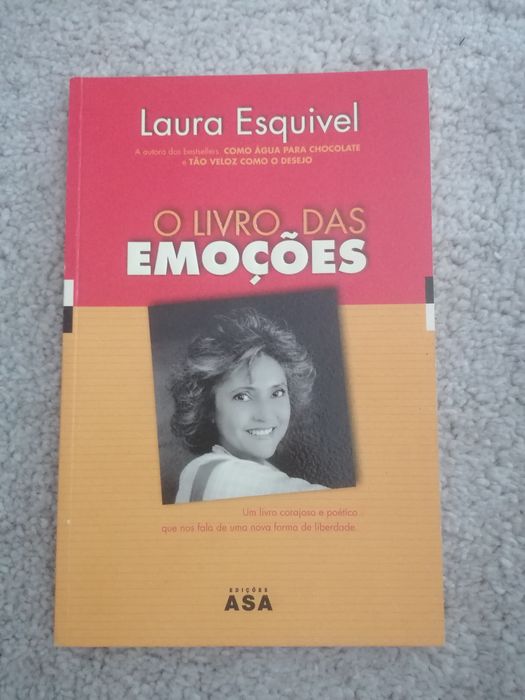 Laura Esquivel
A autora dos bestsellers COMO ÁGUA PARA CHOCOLATE
e TÃO VELOZ COMO O DESEJO
O LIVRO DAS
EMOÇÕES
Um livro corajoso e poético
que nos fala de uma nova forma de liberdade.
EDIÇÕES
ASA